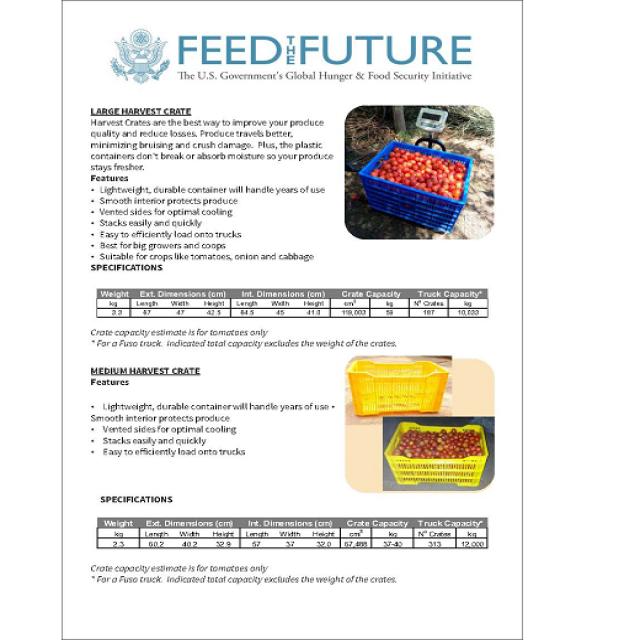 FEED THE FUTURE
The U.S. Government's Global Hunger & Food Security Initiative
LARGE HARVEST CRATE
Harvest Crates are the best way to improve your produce
quality and reduce losses. Produce travels better,
minimizing bruising and crush damage. Plus, the plastic
containers don't break or absorb moisture so your produce
stays fresher.
Features
• Lightweight, durable container will handle years of use
• Smooth interior protects produce
• Vented sides for optimal cooling
• Stacks easily and quickly
• Easy to efficiently load onto trucks
• Best for big growers and coops
• Suitable for crops like tomatoes, onion and cabbage
SPECIFICATIONS
Weight Ext. Dimensions (cm) Int. Dimensions (cm) Crate Capacity Truck Capacity*
kg Length Width Height Length Width Height cm³ kg N° Crates kg
67 47 42.5 64.5 45 187
Crate capacity estimate is for tomatoes only
* For a Fuso truck. Indicated total capacity excludes the weight of the crates.
MEDIUM HARVEST CRATE
Features
• Lightweight, durable container will handle years of use •
Smooth interior protects produce
• Vented sides for optimal cooling
• Stacks easily and quickly
• Easy to efficiently load onto trucks
SPECIFICATIONS
Weight Ext. Dimensions (cm) Int. Dimensions (cm) Crate Capacity Truck Capacity*
kg Length Width Height Length Width Height cm³ kg N° Crates kg
2.3 60.2 40.2 32.9 57 37 32.0 67,488 37-40 313 12,000
Crate capacity estimate is for tomatoes only
* For a Fuso truck. Indicated total capacity excludes the weight of the crates.